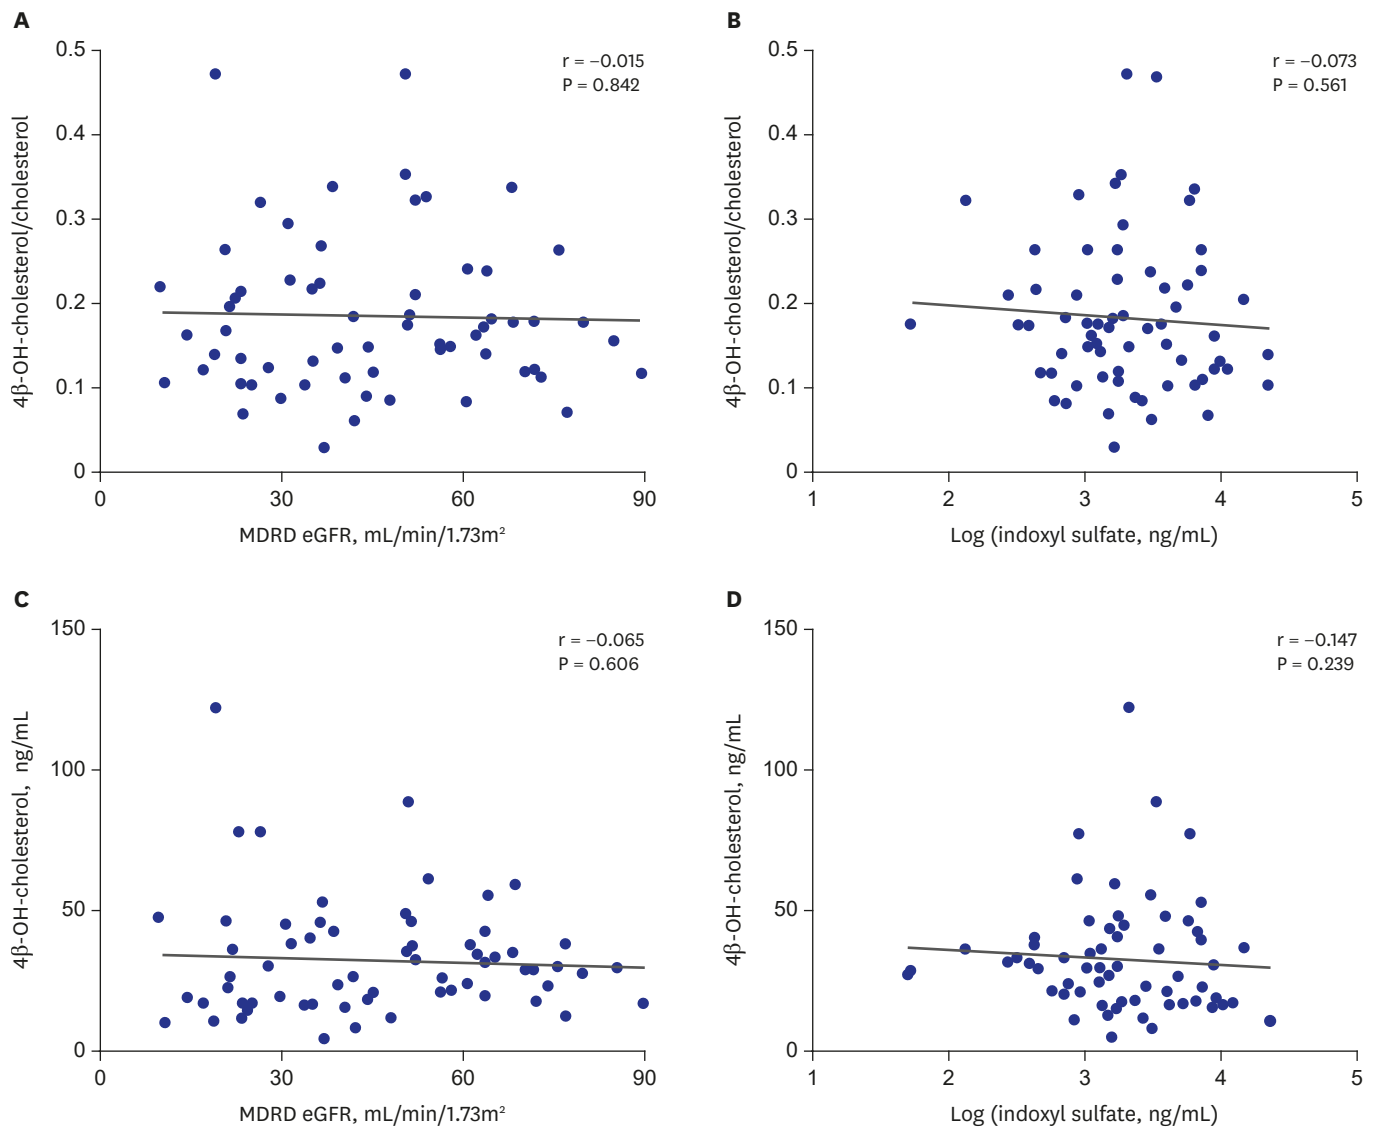 A
0.5
0.4
0.3
0.2
0.1
0
4β-OH-cholesterol/cholesterol
r = −0.015
P = 0.842
0 30 60 90
MDRD eGFR, mL/min/1.73m²
B
0.5
0.4
0.3
0.2
0.1
0
4β-OH-cholesterol/cholesterol
r = −0.073
P = 0.561
1 2 3 4 5
Log (indoxyl sulfate, ng/mL)
C
150
100
50
0
4β-OH-cholesterol, ng/mL
r = −0.065
P = 0.606
0 30 60 90
MDRD eGFR, mL/min/1.73m²
D
150
100
50
0
4β-OH-cholesterol, ng/mL
r = −0.147
P = 0.239
1 2 3 4 5
Log (indoxyl sulfate, ng/mL)